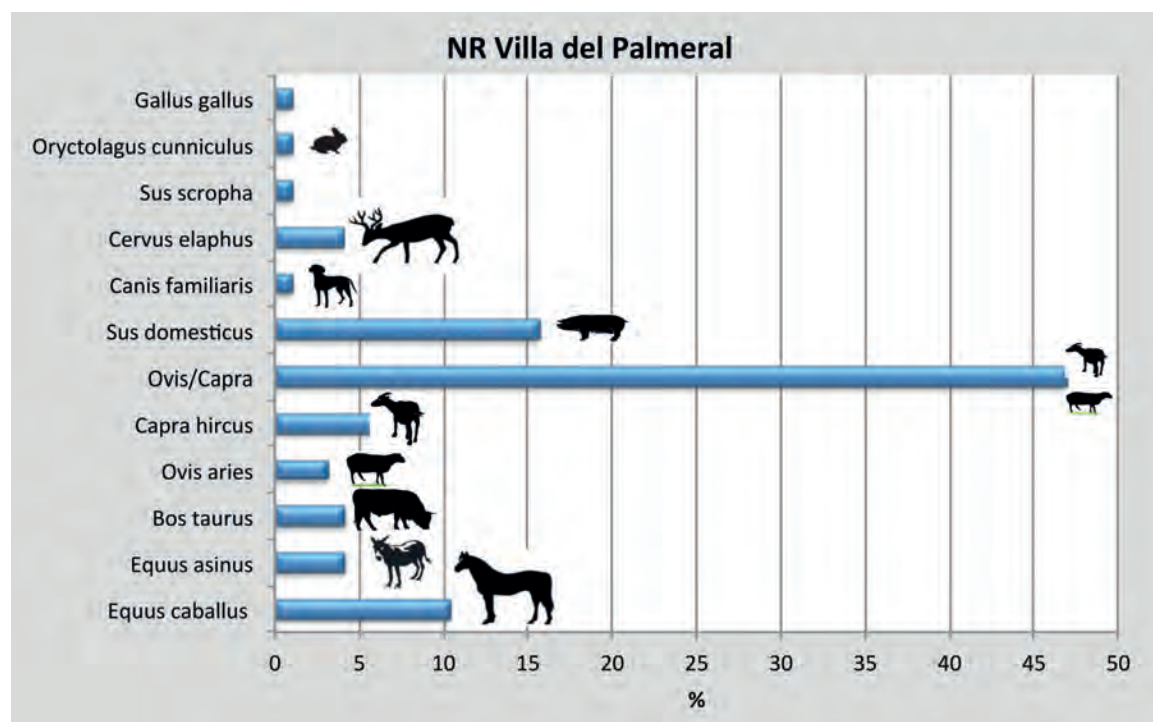 NR Villa del Palmeral
Gallus gallus
Oryctolagus cunniculus
Sus scropha
Cervus elaphus
Canis familiaris
Sus domesticus
Ovis/Capra
Capra hircus
Ovis aries
Bos taurus
Equus asinus
Equus caballus
0 5 10 15 20 25 30 35 40 45 50
%